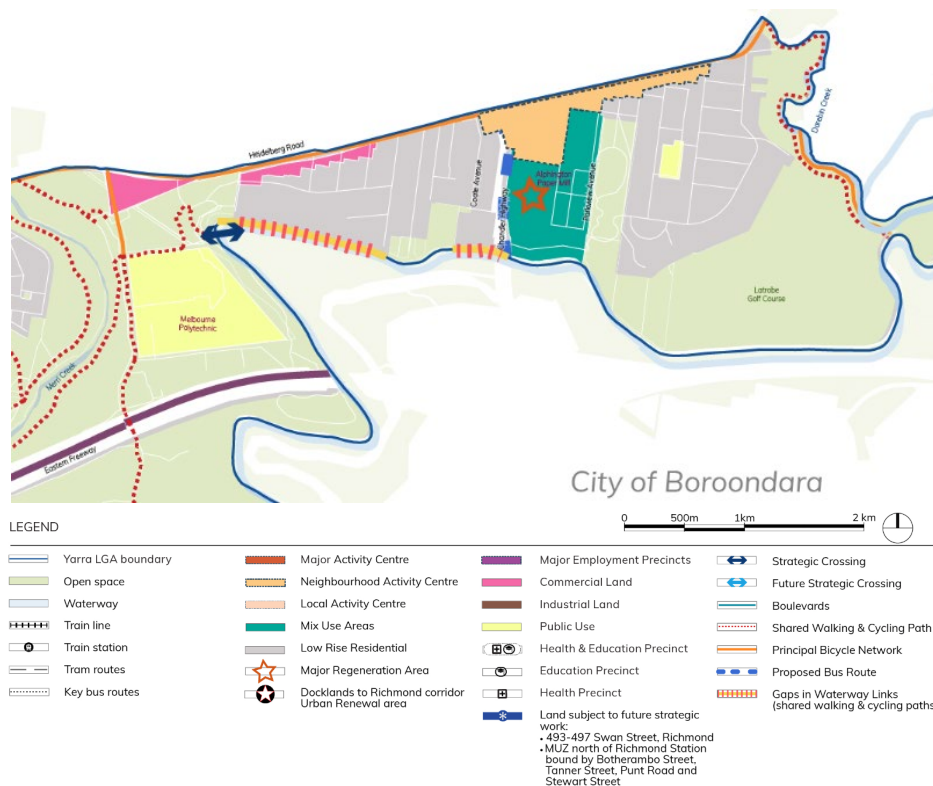 Darebin Creek
Heidelberg Road
Coate Avenue
Alphington
Paper Mill
Parkview Avenue
Chandler Highway
Latrobe
Golf Course
Melbourne
Polytechnic
Merri Creek
Eastern Freeway
City of Boroondara
LEGEND
0 500m 1km 2 km
Yarra LGA boundary
Open space
Waterway
Train line
Train station
Tram routes
Key bus routes
Major Activity Centre
Neighbourhood Activity Centre
Local Activity Centre
Mix Use Areas
Low Rise Residential
Major Regeneration Area
Docklands to Richmond corridor
Urban Renewal area
Major Employment Precincts
Commercial Land
Industrial Land
Public Use
Health & Education Precinct
Education Precinct
Health Precinct
Land subject to future strategic
work:
• 493-497 Swan Street, Richmond
• MUZ north of Richmond Station
bound by Botherambo Street,
Tanner Street, Punt Road and
Stewart Street
Strategic Crossing
Future Strategic Crossing
Boulevards
Shared Walking & Cycling Path
Principal Bicycle Network
Proposed Bus Route
Gaps in Waterway Links
(shared walking & cycling paths